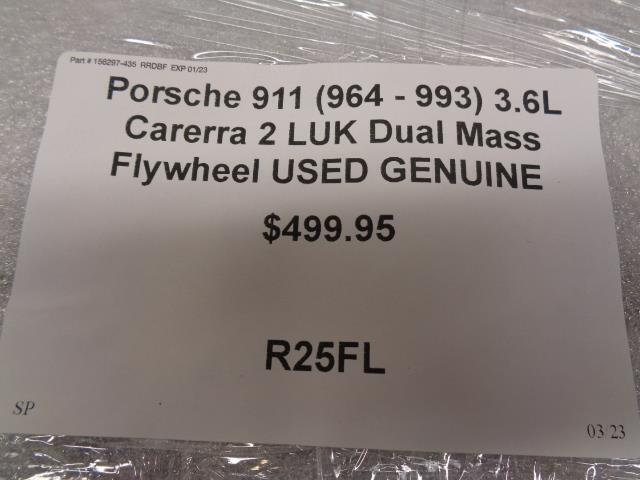 Part # 156297-435 RRDBF EXP 01/23
Porsche 911 (964 - 993) 3.6L
Carerra 2 LUK Dual Mass
Flywheel USED GENUINE
$499.95
R25FL
SP
03/23